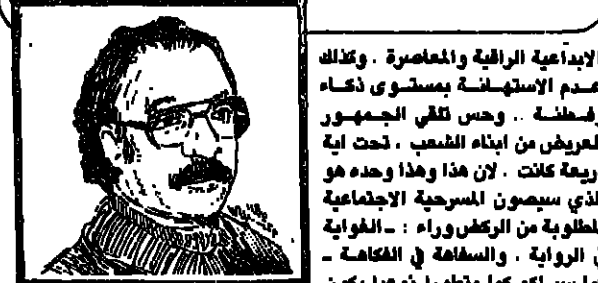 الابداعية الراقية والمعاصرة . وكذلك
عدم الاستهانة بمستوى ذكاء
وفطنة .. وحس تلقي الجمهور
العريض من ابناء الشعب ، تحت اية
ذريعة كانت . لان هذا وهذا وحده هو
الذي سيصون المسرحية الاجتماعية
المطلوبة من الركض وراء : - الغواية
في الرواية . والسفاهة في الفكاهة -